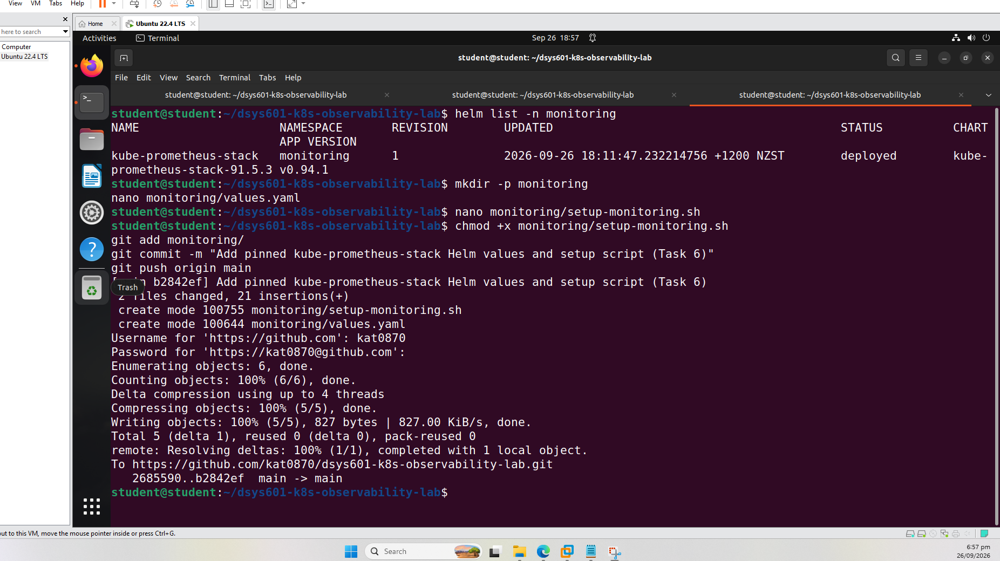 View VM Tabs Help
Home
Ubuntu 22.4 LTS
here to search
Computer
Ubuntu 22.4 LTS
Activities
Terminal
Sep 26 18:57
student@student: ~/dsys601-k8s-observability-lab
File Edit View Search Terminal Tabs Help
student@student: ~/dsys601-k8s-observability-lab
student@student: ~/dsys601-k8s-observability-lab
student@student: ~/dsys601-k8s-observability-lab
student@student:~/dsys601-k8s-observability-lab$ helm list -n monitoring
NAME NAMESPACE REVISION UPDATED STATUS CHART
APP VERSION
kube-prometheus-stack monitoring 1 2026-09-26 18:11:47.232214756 +1200 NZST deployed kube-
prometheus-stack-91.5.3 v0.94.1
student@student:~/dsys601-k8s-observability-lab$ mkdir -p monitoring
nano monitoring/values.yaml
student@student:~/dsys601-k8s-observability-lab$ nano monitoring/setup-monitoring.sh
student@student:~/dsys601-k8s-observability-lab$ chmod +x monitoring/setup-monitoring.sh
git add monitoring/
git commit -m "Add pinned kube-prometheus-stack Helm values and setup script (Task 6)"
git push origin main
b2842ef] Add pinned kube-prometheus-stack Helm values and setup script (Task 6)
Trash
2 files changed, 21 insertions(+)
create mode 100755 monitoring/setup-monitoring.sh
create mode 100644 monitoring/values.yaml
Username for 'https://github.com': kat0870
Password for 'https://kat0870@github.com':
Enumerating objects: 6, done.
Counting objects: 100% (6/6), done.
Delta compression using up to 4 threads
Compressing objects: 100% (5/5), done.
Writing objects: 100% (5/5), 827 bytes | 827.00 KiB/s, done.
Total 5 (delta 1), reused 0 (delta 0), pack-reused 0
remote: Resolving deltas: 100% (1/1), completed with 1 local object.
To https://github.com/kat0870/dsys601-k8s-observability-lab.git
2685590..b2842ef main -> main
student@student:~/dsys601-k8s-observability-lab$
out to this VM, move the mouse pointer inside or press Ctrl+G.
Search
6:57 pm
26/09/2026